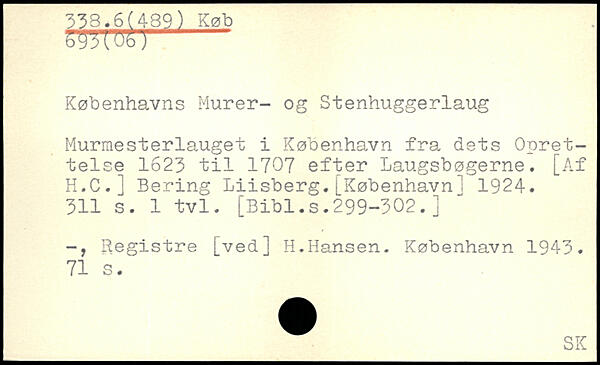 338.6(489) Køb
693(06)
Københavns Murer- og Stenhuggerlaug
Murmesterlauget i København fra dets Opret-
telse 1623 til 1707 efter Laugsbøgerne. [Af
H.C.] Bering Liisberg.[København] 1924.
311 s. 1 tvl. [Bibl.s.299-302.]
-, Registre [ved] H.Hansen. København 1943.
71 s.
SK